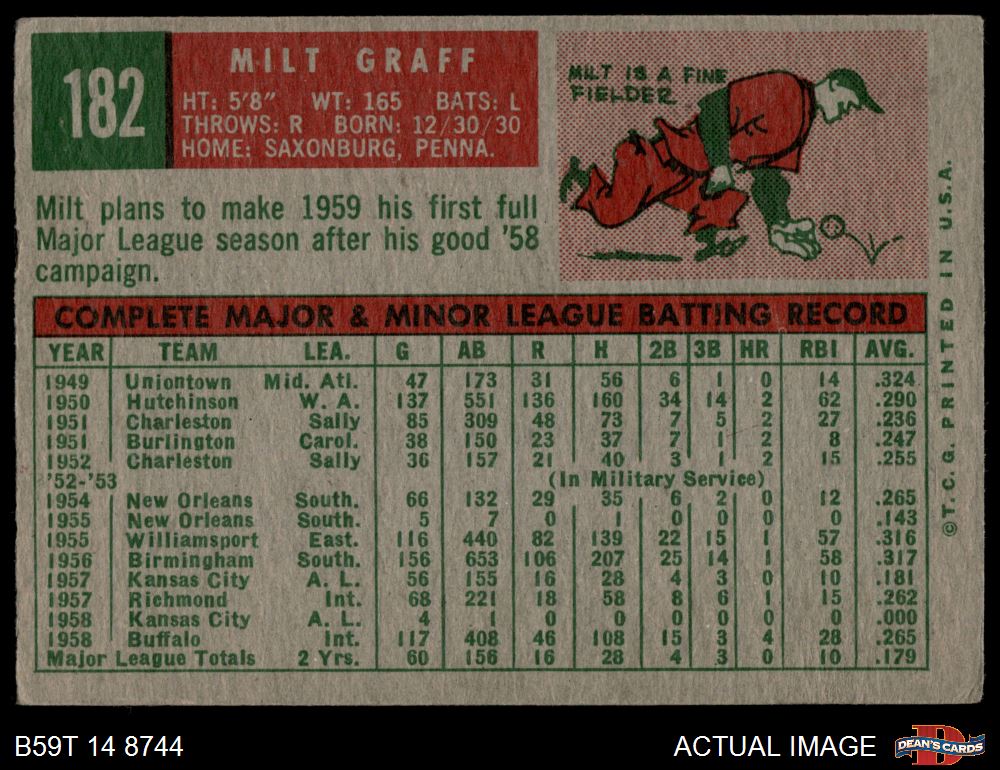 182
MILT GRAFF
HT: 5'8" WT: 165 BATS: L
THROWS: R BORN: 12/30/30
HOME: SAXONBURG, PENNA.
MILT IS A FINE
FIELDER
Milt plans to make 1959 his first full
Major League season after his good '58
campaign.
COMPLETE MAJOR & MINOR LEAGUE BATTING RECORD
YEAR TEAM LEA. G AB R H 2B 3B HR RBI AVG.
1949 Uniontown Mid. Atl. 47 173 31 56 6 1 0 14 .324
1950 Hutchinson W. A. 137 551 136 160 34 14 2 62 .290
1951 Charleston Sally 85 309 48 73 7 5 2 27 .236
1951 Burlington Carol. 38 150 23 37 7 1 2 8 .247
1952 Charleston Sally 36 157 21 40 3 1 2 15 .255
'52-'53 (In Military Service)
1954 New Orleans South. 66 132 29 35 6 2 0 12 .265
1955 New Orleans South. 5 7 0 1 0 0 0 0 .143
1955 Williamsport East. 116 440 82 139 22 15 1 57 .316
1956 Birmingham South. 156 653 106 207 25 14 1 58 .317
1957 Kansas City A. L. 56 155 16 28 4 3 0 10 .181
1957 Richmond Int. 68 221 18 58 8 6 1 15 .262
1958 Kansas City A. L. 4 1 0 0 0 0 0 0 .000
1958 Buffalo Int. 117 408 46 108 15 3 4 28 .265
Major League Totals 2 Yrs. 60 156 16 28 4 3 0 10 .179
©T.C.G. PRINTED IN U.S.A.
B59T 14 8744
ACTUAL IMAGE
DEAN'S CARDS